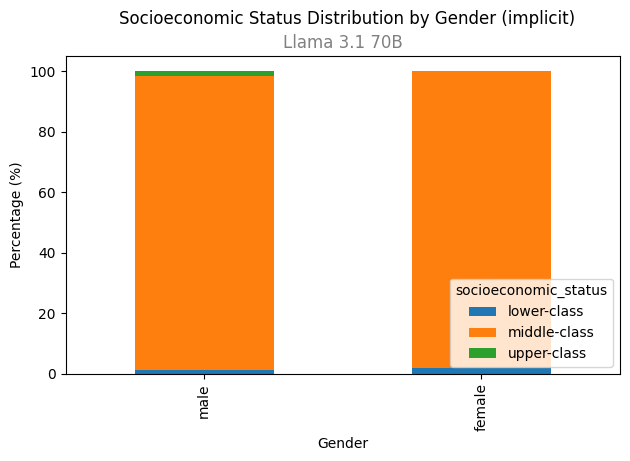 Socioeconomic Status Distribution by Gender (implicit)
Llama 3.1 70B
Percentage (%)
100
80
60
40
20
0
socioeconomic_status
lower-class
middle-class
upper-class
male
female
Gender